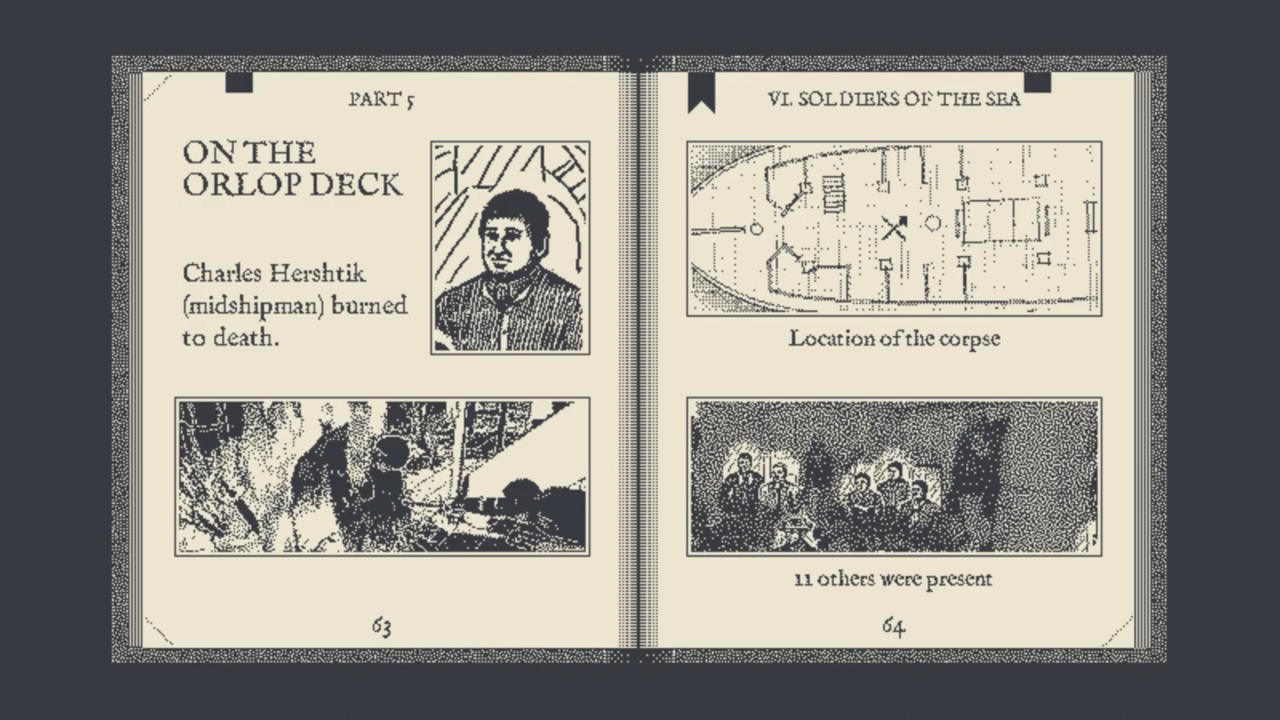 PART 5
ON THE
ORLOP DECK
Charles Hershtik
(midshipman) burned
to death.
63
VI. SOLDIERS OF THE SEA
Location of the corpse
11 others were present
64